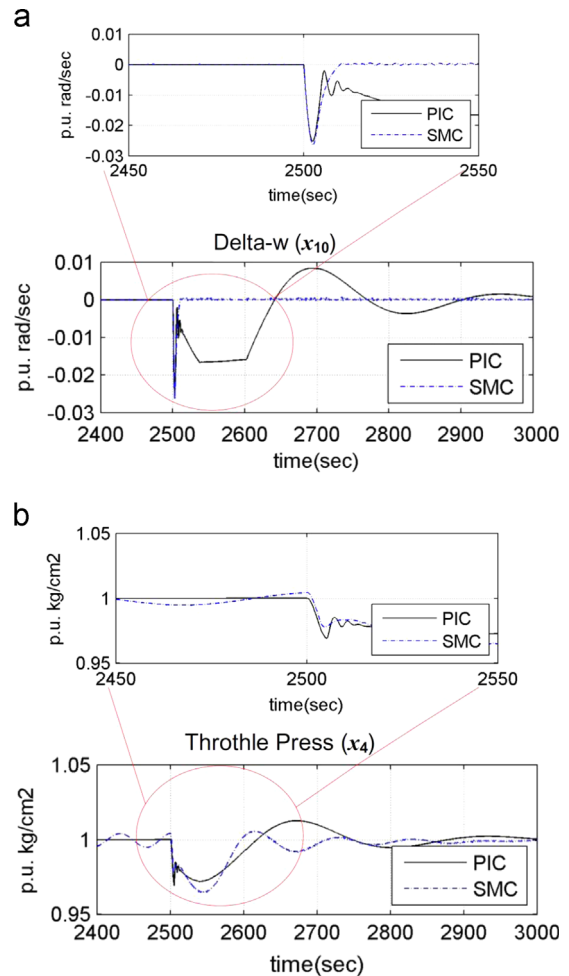 a
0.01
0
-0.01
-0.02
-0.03
p.u. rad/sec
PIC
SMC
2450
2500
2550
time(sec)
Delta-w (x10)
0.01
0
-0.01
-0.02
-0.03
p.u. rad/sec
PIC
SMC
2400 2500 2600 2700 2800 2900 3000
time(sec)
b
1.05
1
0.95
p.u. kg/cm2
PIC
SMC
2450
2500
2550
time(sec)
Throthle Press (x4)
1.05
1
0.95
p.u. kg/cm2
PIC
SMC
2400 2500 2600 2700 2800 2900 3000
time(sec)